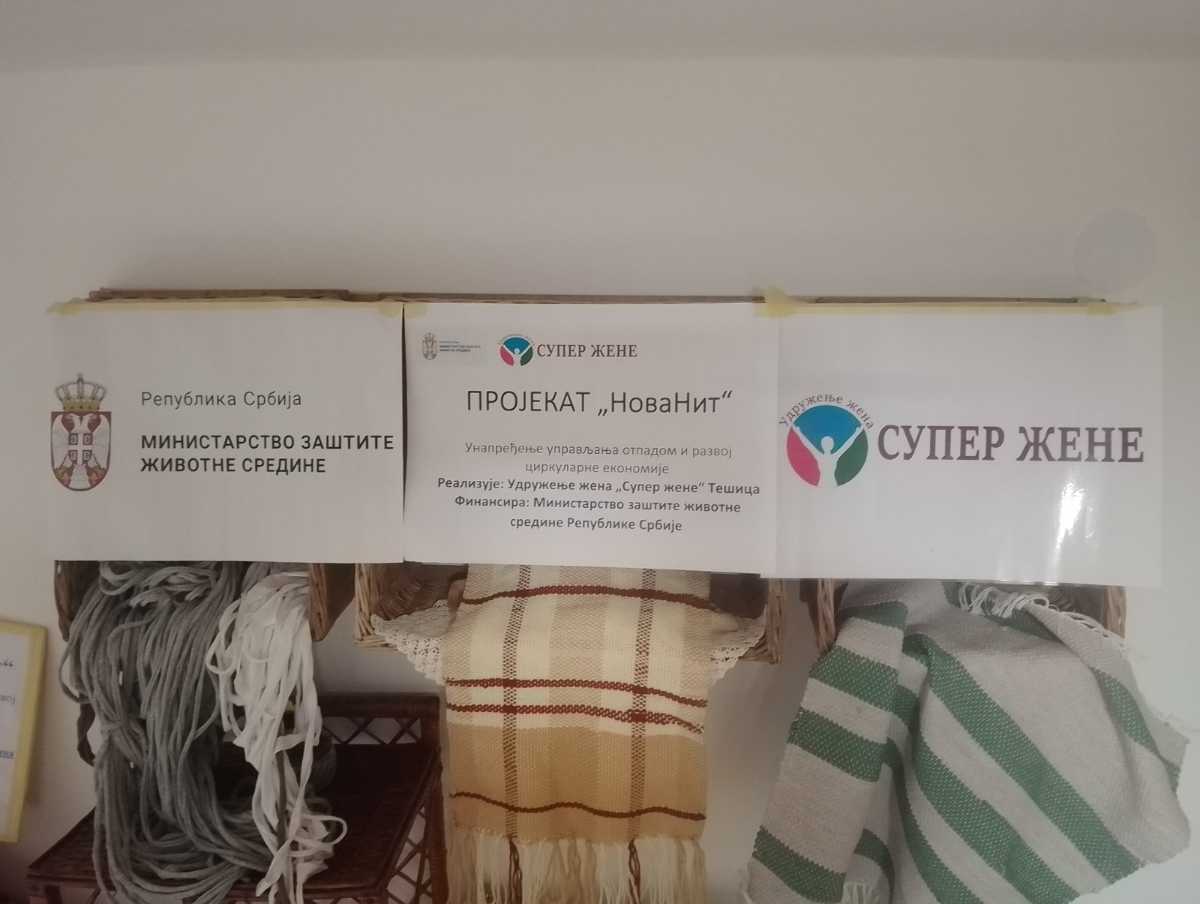 Република Србија
МИНИСТАРСТВО ЗАШТИТЕ
ЖИВОТНЕ СРЕДИНЕ
СУПЕР ЖЕНЕ
ПРОЈЕКАТ „НоваНит“
Унапређење управљања отпадом и развој
циркуларне економије
Реализује: Удружење жена „Супер жене“ Тешица
Финансира: Министарство заштите животне
средине Републике Србије
Удружење жена
СУПЕР ЖЕНЕ